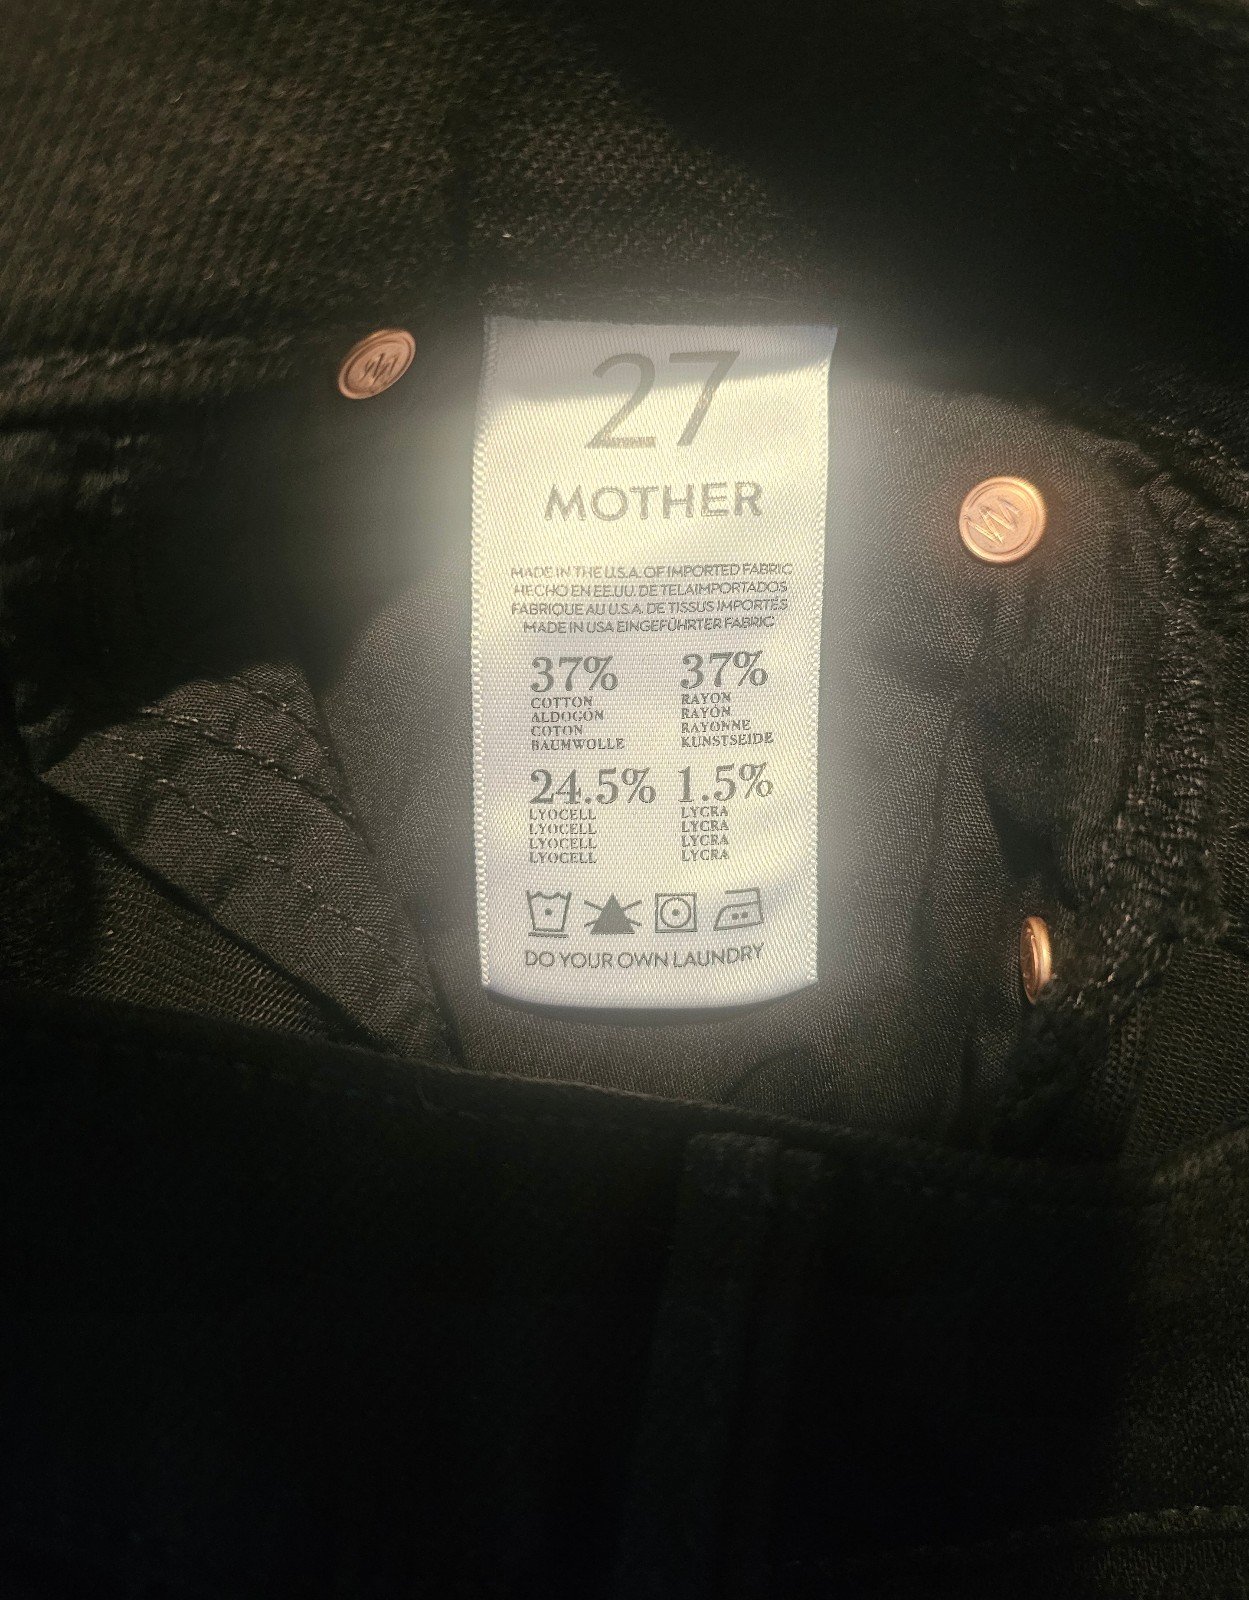 27
MOTHER
MADE IN THE U.S.A. OF IMPORTED FABRIC
HECHO EN EE.UU. DE TELAIMPORTADOS
FABRIQUE AU U.S.A. DE TISSUS IMPORTÉS
MADE IN USA EINGEFÜHRTER FABRIC
37% 37%
COTTON RAYON
ALDOGÓN RAYÓN
COTON RAYONNE
BAUMWOLLE KUNSTSEIDE
24.5% 1.5%
LYOCELL LYCRA
LYOCELL LYCRA
LYOCELL LYCRA
LYOCELL LYCRA
DO YOUR OWN LAUNDRY